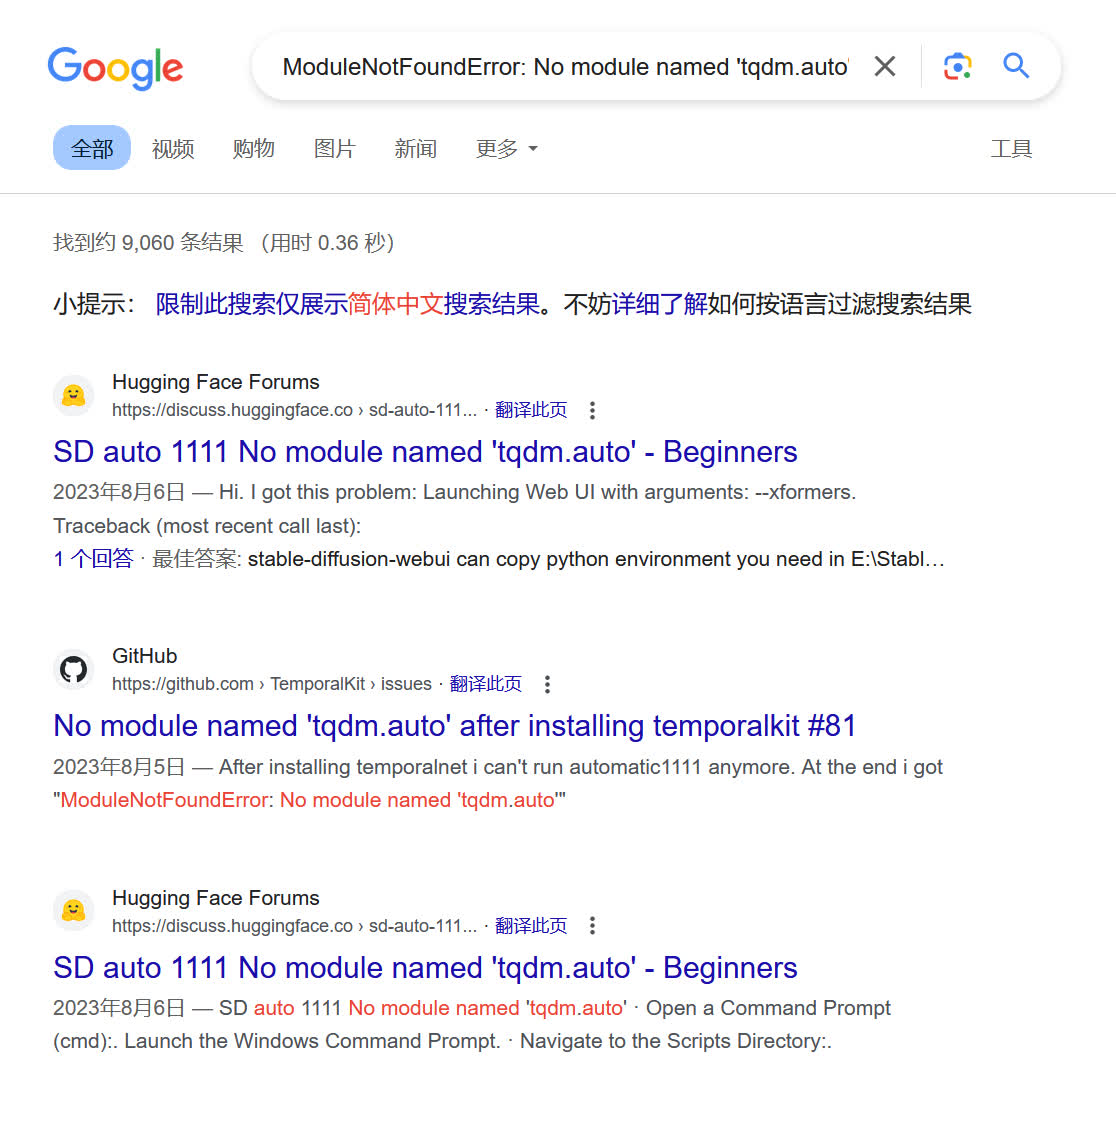 Google
ModuleNotFoundError: No module named 'tqdm.auto'
全部 视频 购物 图片 新闻 更多 工具
找到约 9,060 条结果 （用时 0.36 秒）
小提示： 限制此搜索仅展示简体中文搜索结果。不妨详细了解如何按语言过滤搜索结果
Hugging Face Forums
https://discuss.huggingface.co › sd-auto-111... · 翻译此页
SD auto 1111 No module named 'tqdm.auto' - Beginners
2023年8月6日 — Hi. I got this problem: Launching Web UI with arguments: --xformers.
Traceback (most recent call last):
1 个回答 · 最佳答案: stable-diffusion-webui can copy python environment you need in E:\Stabl…
GitHub
https://github.com › TemporalKit › issues · 翻译此页
No module named 'tqdm.auto' after installing temporalkit #81
2023年8月5日 — After installing temporalnet i can't run automatic1111 anymore. At the end i got
"ModuleNotFoundError: No module named 'tqdm.auto'"
Hugging Face Forums
https://discuss.huggingface.co › sd-auto-111... · 翻译此页
SD auto 1111 No module named 'tqdm.auto' - Beginners
2023年8月6日 — SD auto 1111 No module named 'tqdm.auto' · Open a Command Prompt
(cmd):. Launch the Windows Command Prompt. · Navigate to the Scripts Directory:.